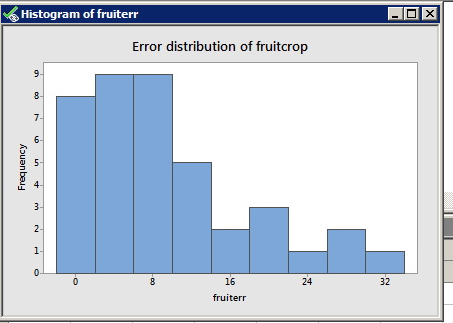 Histogram of fruiterr
Error distribution of fruitcrop
9
8
7
6
5
4
3
2
1
0
Frequency
0 8 16 24 32
fruiterr